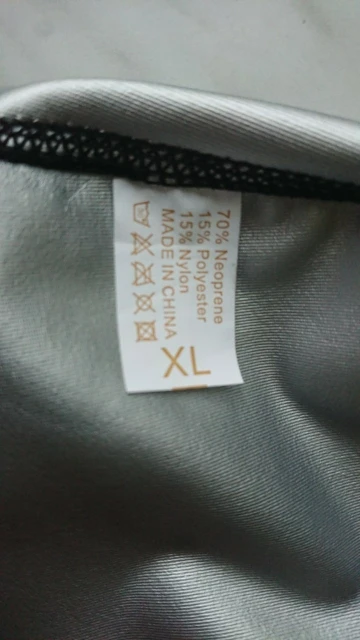 70% Neoprene
15% Polyester
15% Nylon
MADE IN CHINA
XL